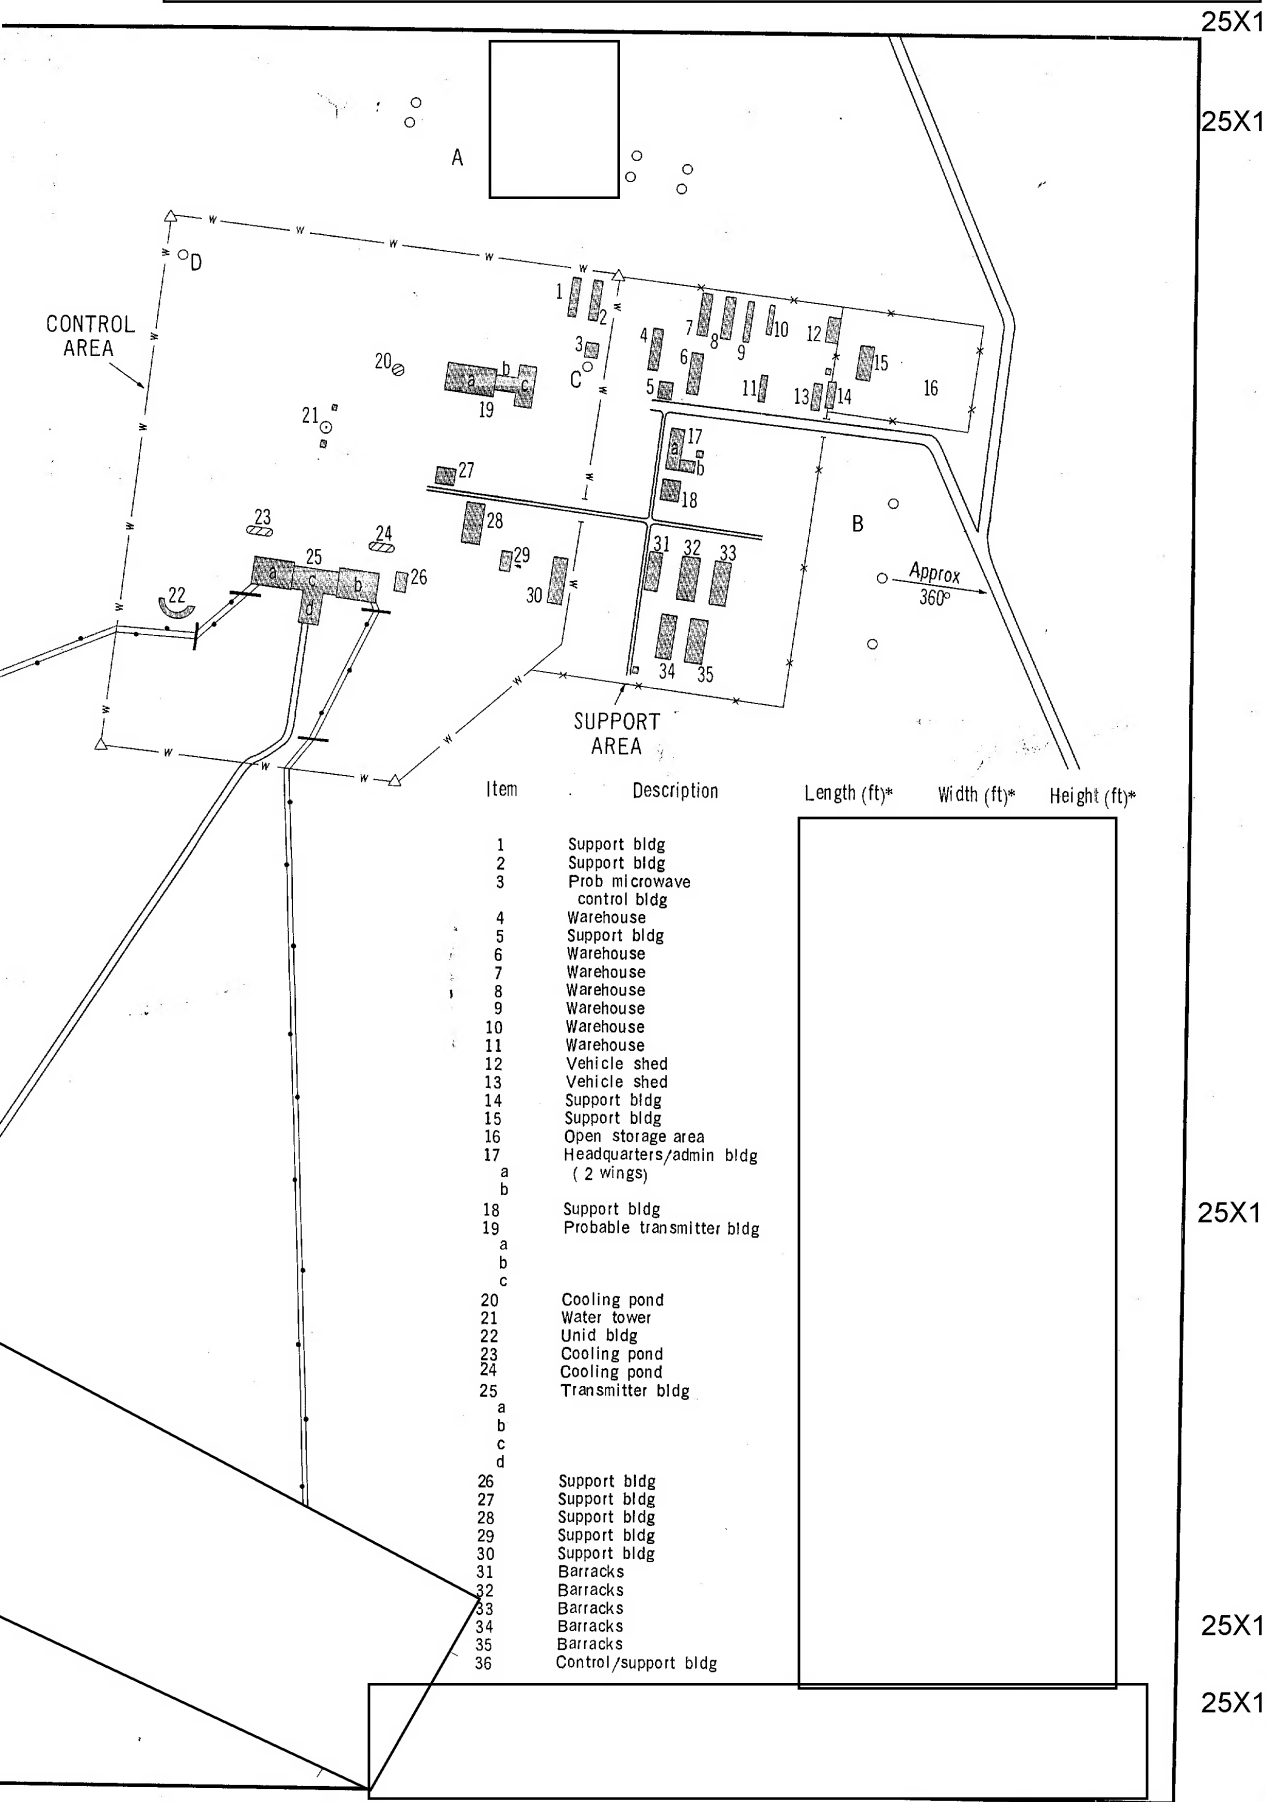 25X1
25X1
A
D
CONTROL
AREA
1
2
3
C
4
5
6
7
8
9
10
11
12
13
14
15
16
20
a
b
c
19
21
17
a
b
18
27
28
29
30
23
24
25
a
c
b
d
26
22
31
32
33
34
35
B
Approx
360°
SUPPORT
AREA
W W W W W
W W W W W W
W W W
W W W
W W W
Item Description Length (ft)* Width (ft)* Height (ft)*
1 Support bldg
2 Support bldg
3 Prob microwave
control bldg
4 Warehouse
5 Support bldg
6 Warehouse
7 Warehouse
8 Warehouse
9 Warehouse
10 Warehouse
11 Warehouse
12 Vehicle shed
13 Vehicle shed
14 Support bldg
15 Support bldg
16 Open storage area
17 Headquarters/admin bldg
a (2 wings)
b
18 Support bldg
19 Probable transmitter bldg
a
b
c
20 Cooling pond
21 Water tower
22 Unid bldg
23 Cooling pond
24 Cooling pond
25 Transmitter bldg
a
b
c
d
26 Support bldg
27 Support bldg
28 Support bldg
29 Support bldg
30 Support bldg
31 Barracks
32 Barracks
33 Barracks
34 Barracks
35 Barracks
36 Control/support bldg
25X1
25X1
25X1